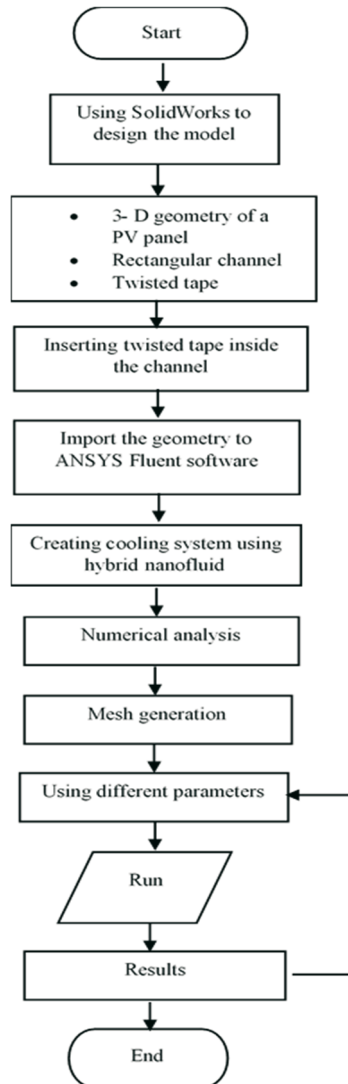 Start
Using SolidWorks to
design the model
• 3- D geometry of a
PV panel
• Rectangular channel
• Twisted tape
Inserting twisted tape inside
the channel
Import the geometry to
ANSYS Fluent software
Creating cooling system using
hybrid nanofluid
Numerical analysis
Mesh generation
Using different parameters
Run
Results
End